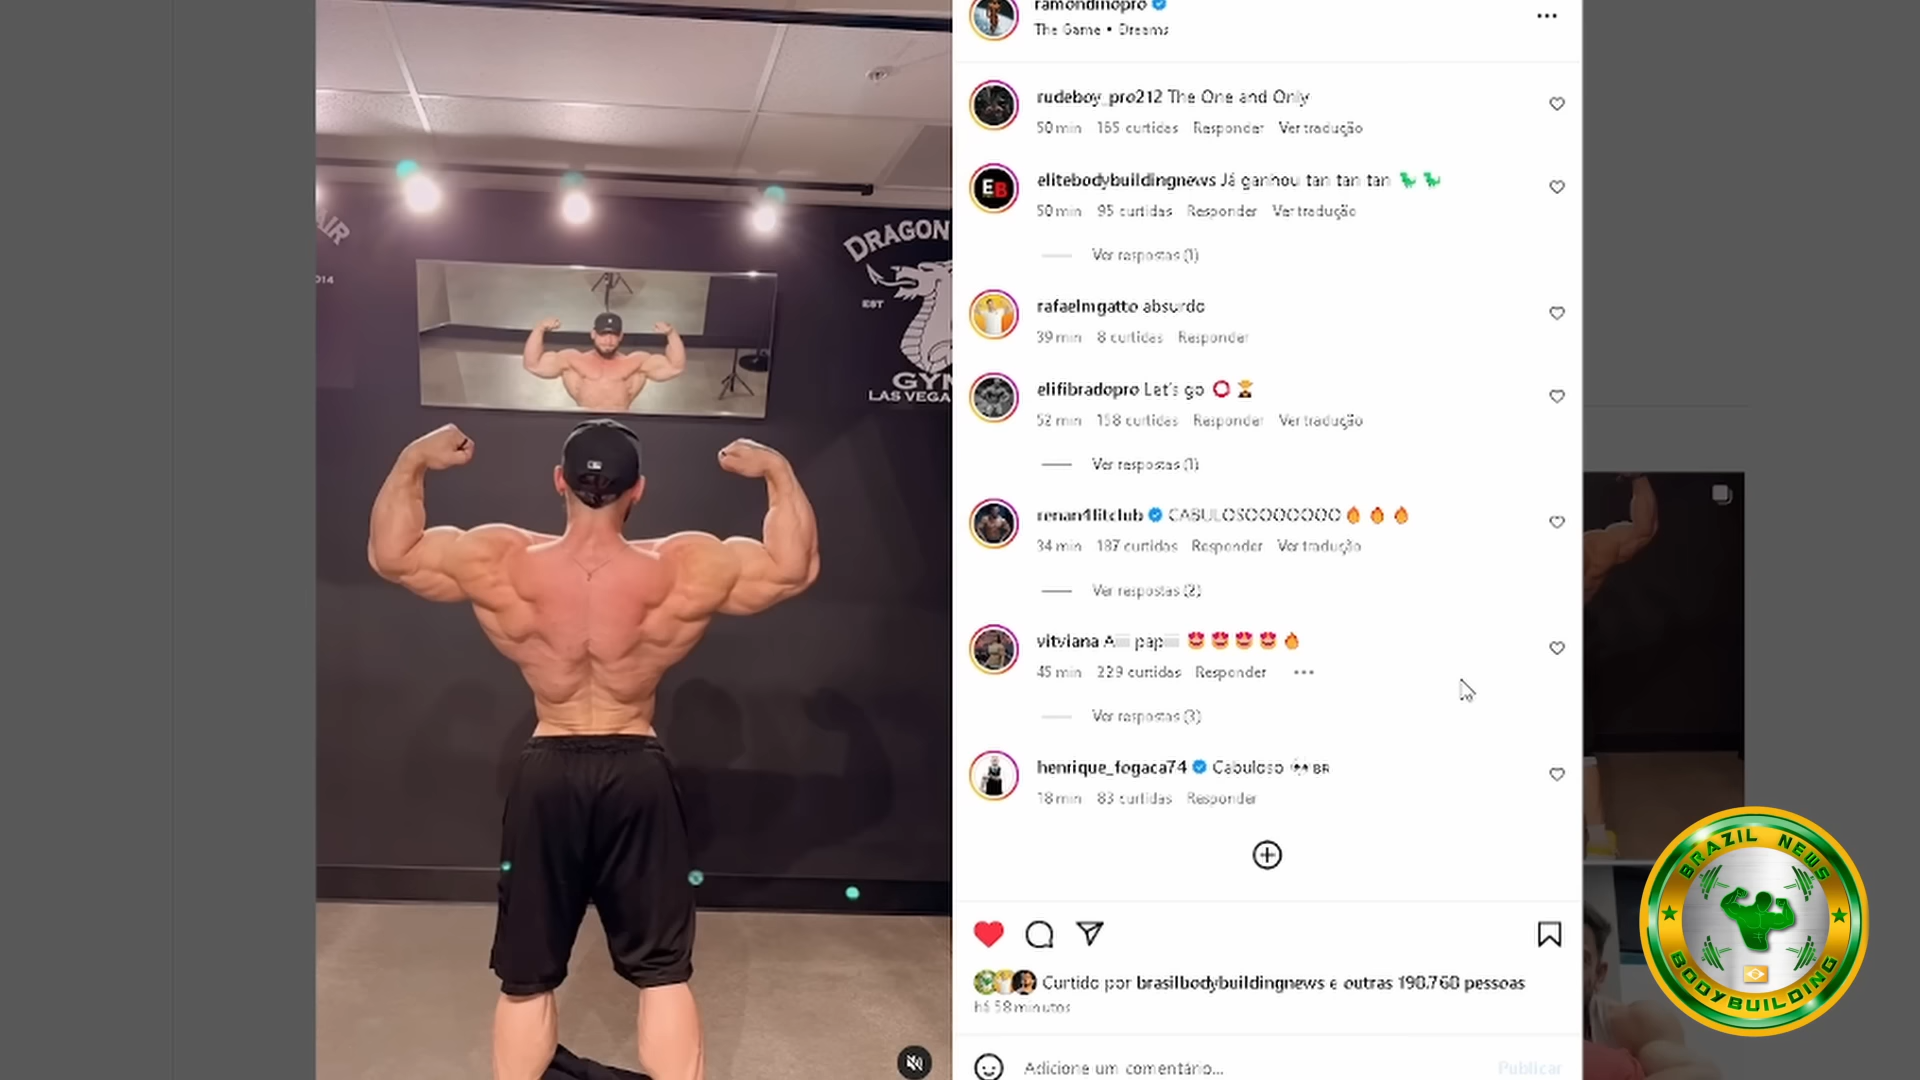 ramondinopro
The Game • Dreams
rudeboy_pro212 The One and Only
50 min 165 curtidas Responder Ver tradução
elitebodybuildingnews Já ganhou tan tan tan
50 min 95 curtidas Responder Ver tradução
Ver respostas (1)
rafaelmgatto absurdo
39 min 8 curtidas Responder
elifibradopro Let's go
52 min 158 curtidas Responder Ver tradução
Ver respostas (1)
CABULOSOOOOOOO
34 min 187 curtidas Responder Ver tradução
Ver respostas (2)
vitviana
45 min 229 curtidas Responder
Ver respostas (3)
henrique_fogaca74 Cabuloso BR
18 min 83 curtidas Responder
Curtido por brasilbodybuildingnews e outras 190.760 pessoas
há 58 minutos
Adicione um comentário...
Publicar
AIR
014
DRAGON
EST
GYM
LAS VEGA
EB
BRAZIL NEWS
BODYBUILDING